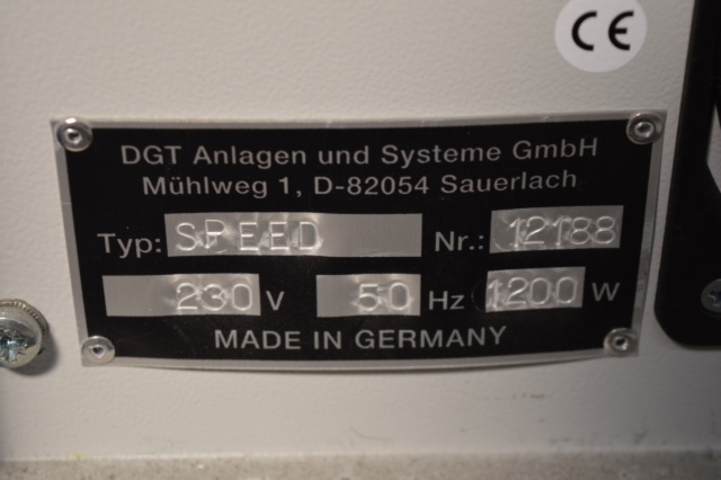 CE
DGT Anlagen und Systeme GmbH
Mühlweg 1, D-82054 Sauerlach
Typ: SPEED Nr.: 12188
230 V 50 Hz 1200 W
MADE IN GERMANY